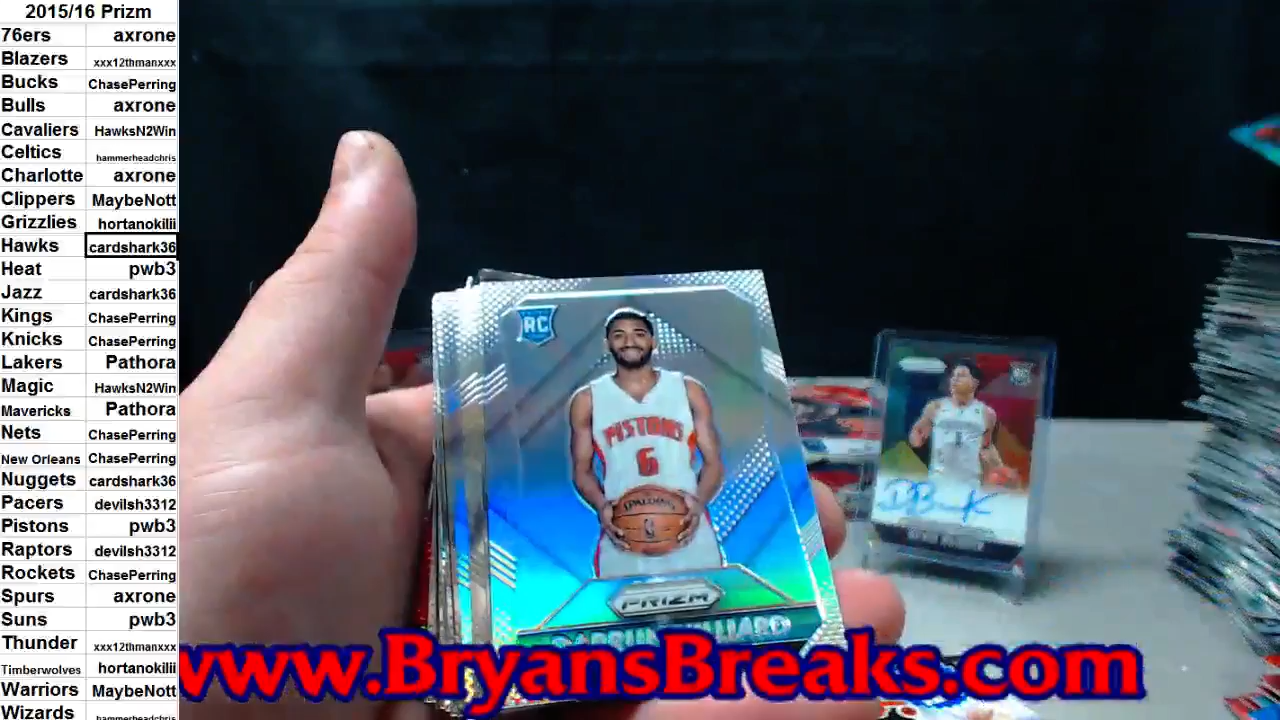 2015/16 Prizm
76ers axrone
Blazers xxx12thmanxxx
Bucks ChasePerring
Bulls axrone
Cavaliers HawksN2Win
Celtics hammerheadchris
Charlotte axrone
Clippers MaybeNott
Grizzlies hortanokilii
Hawks cardshark36
Heat pwb3
Jazz cardshark36
Kings ChasePerring
Knicks ChasePerring
Lakers Pathora
Magic HawksN2Win
Mavericks Pathora
Nets ChasePerring
New Orleans ChasePerring
Nuggets cardshark36
Pacers devilsh3312
Pistons pwb3
Raptors devilsh3312
Rockets ChasePerring
Spurs axrone
Suns pwb3
Thunder xxx12thmanxxx
Timberwolves hortanokilii
Warriors MaybeNott
Wizards hammerheadchris
RC
PISTONS
6
SPALDING
PRIZM
www.BryansBreaks.com